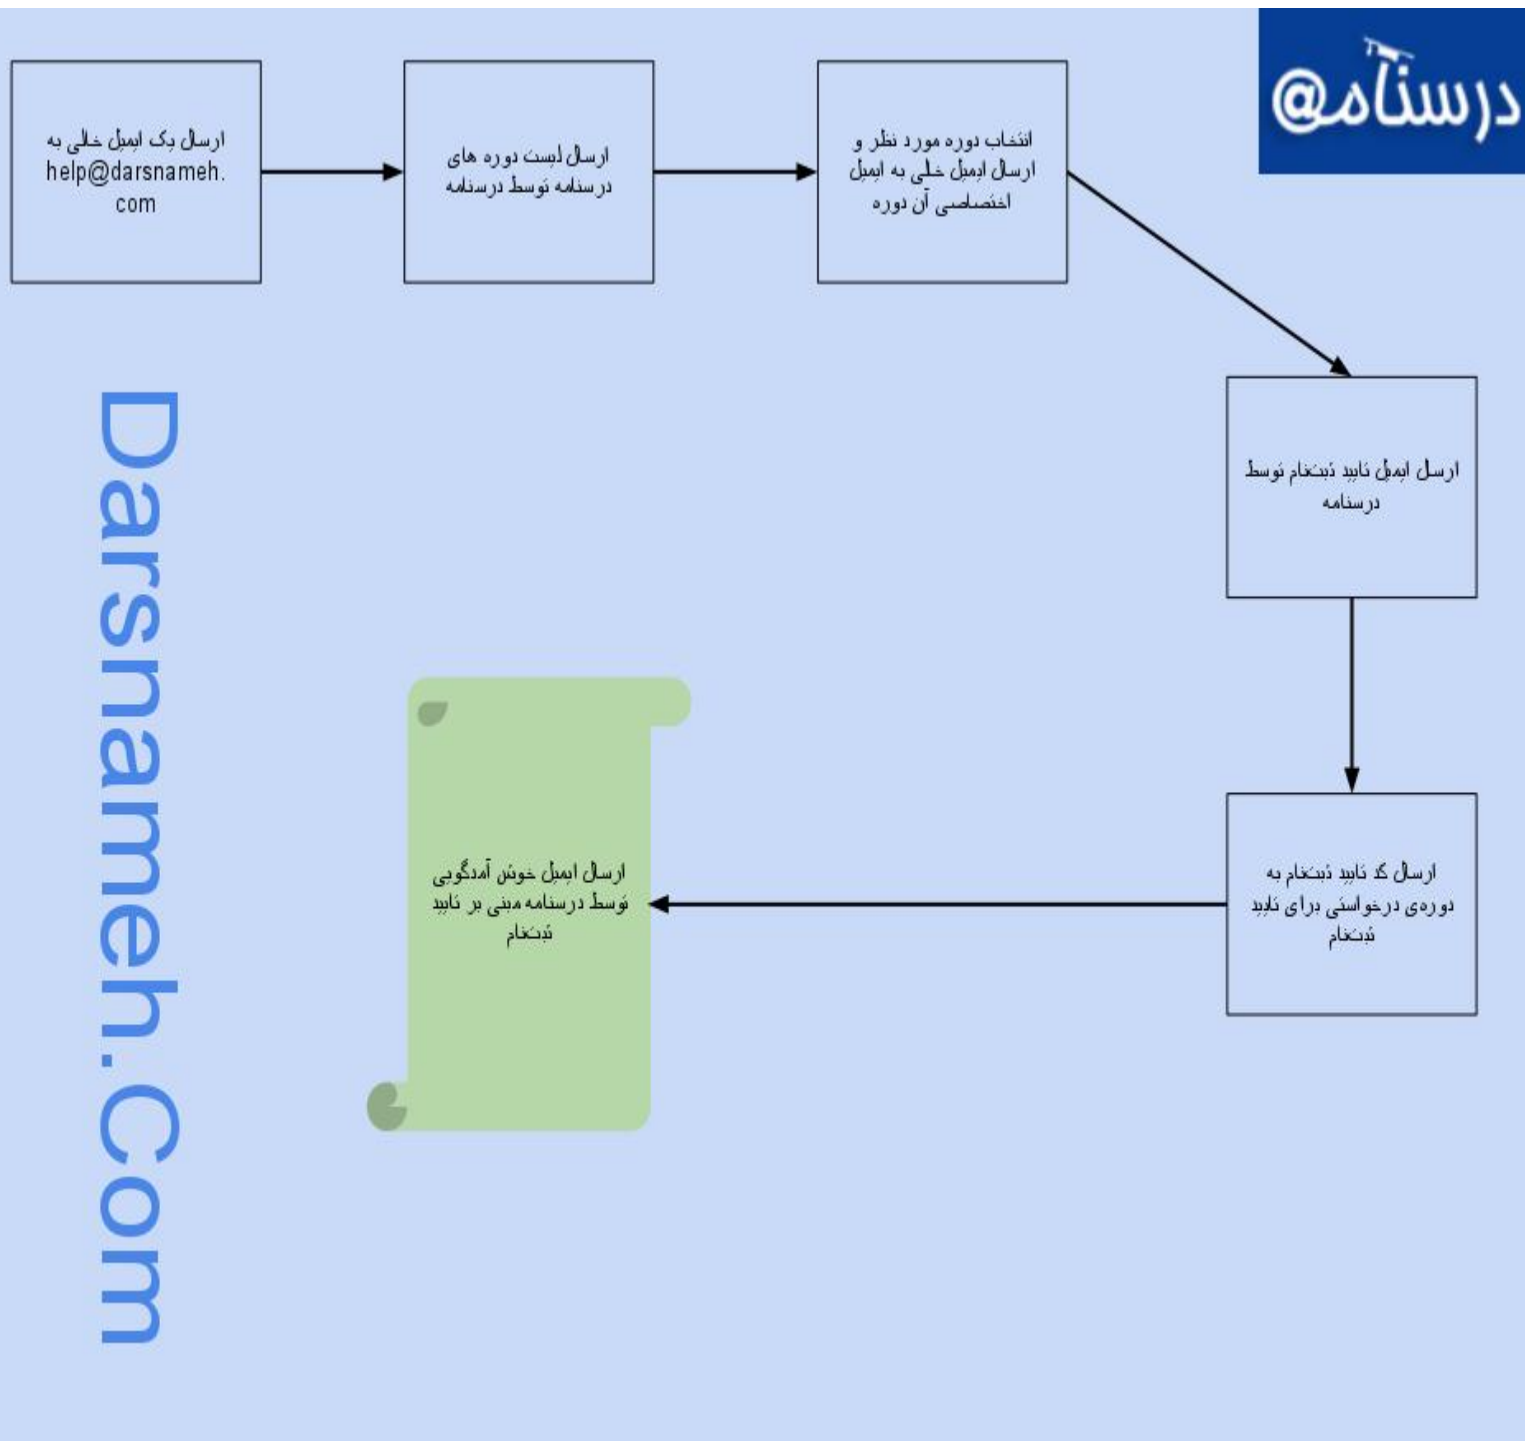 درسنامه@
ارسال یک ایمیل خالی به
help@darsnameh.
com
ارسال لیست دوره های
درسنامه توسط درسنامه
انتخاب دوره مورد نظر و
ارسال ایمیل خالی به ایمیل
اختصاصی آن دوره
ارسال ایمیل تایید ثبت‌نام توسط
درسنامه
ارسال کد تایید ثبت‌نام به
دوره‌ی درخواستی برای تایید
ثبت‌نام
ارسال ایمیل خوش آمدگویی
توسط درسنامه مبنی بر تایید
ثبت‌نام
Darsnameh.Com